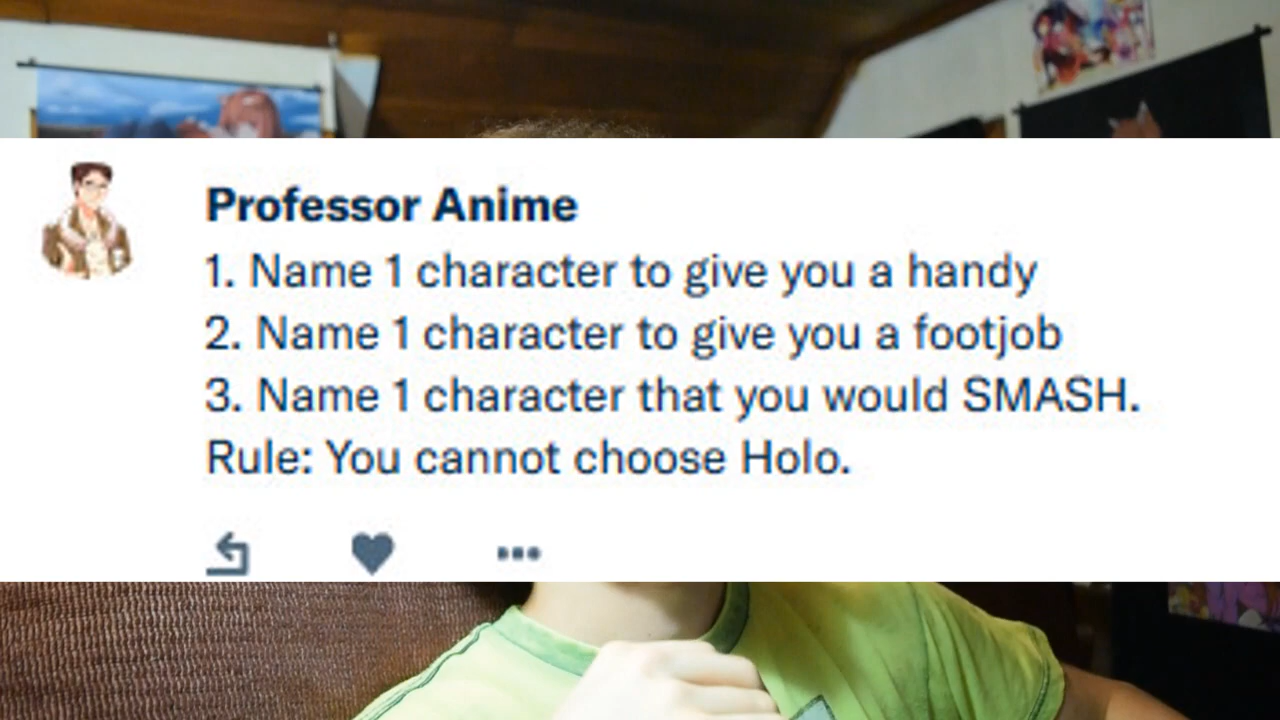 Professor Anime
1. Name 1 character to give you a handy
2. Name 1 character to give you a footjob
3. Name 1 character that you would SMASH.
Rule: You cannot choose Holo.